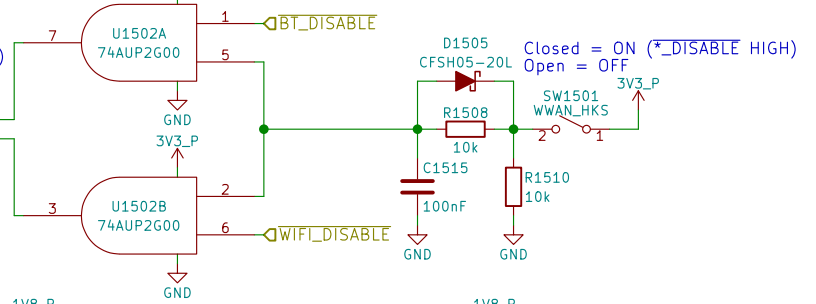 U1502A
74AUP2G00
7
1
5
BT_DISABLE
GND
3V3_P
D1505
CFSH05-20L
Closed = ON (*_DISABLE HIGH)
Open = OFF
3V3_P
SW1501
WWAN_HKS
2
1
R1508
10k
C1515
100nF
R1510
10k
GND
GND
U1502B
74AUP2G00
3
2
6
WIFI_DISABLE
GND
)